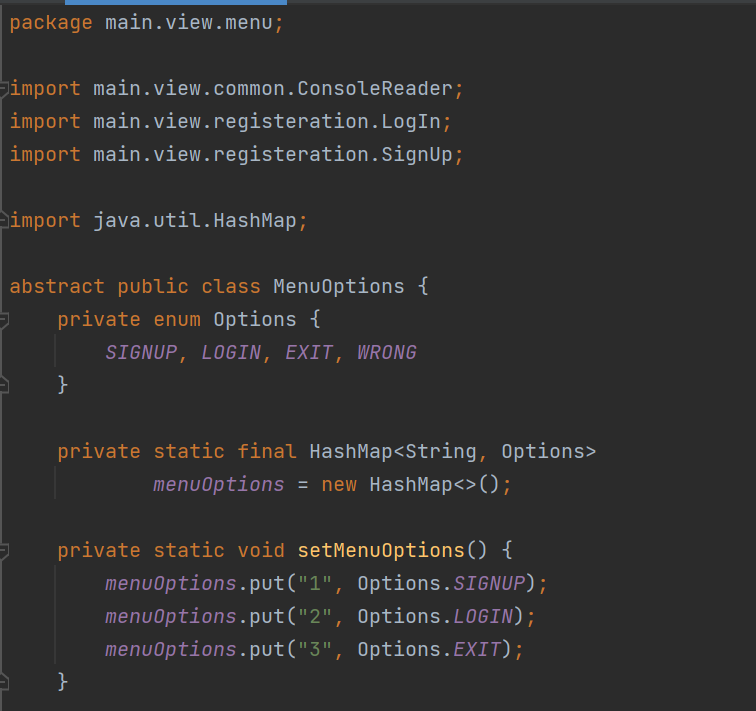 package main.view.menu;
import main.view.common.ConsoleReader;
import main.view.registeration.LogIn;
import main.view.registeration.SignUp;
import java.util.HashMap;
abstract public class MenuOptions {
private enum Options {
SIGNUP, LOGIN, EXIT, WRONG
}
private static final HashMap<String, Options>
menuOptions = new HashMap<>();
private static void setMenuOptions() {
menuOptions.put("1", Options.SIGNUP);
menuOptions.put("2", Options.LOGIN);
menuOptions.put("3", Options.EXIT);
}